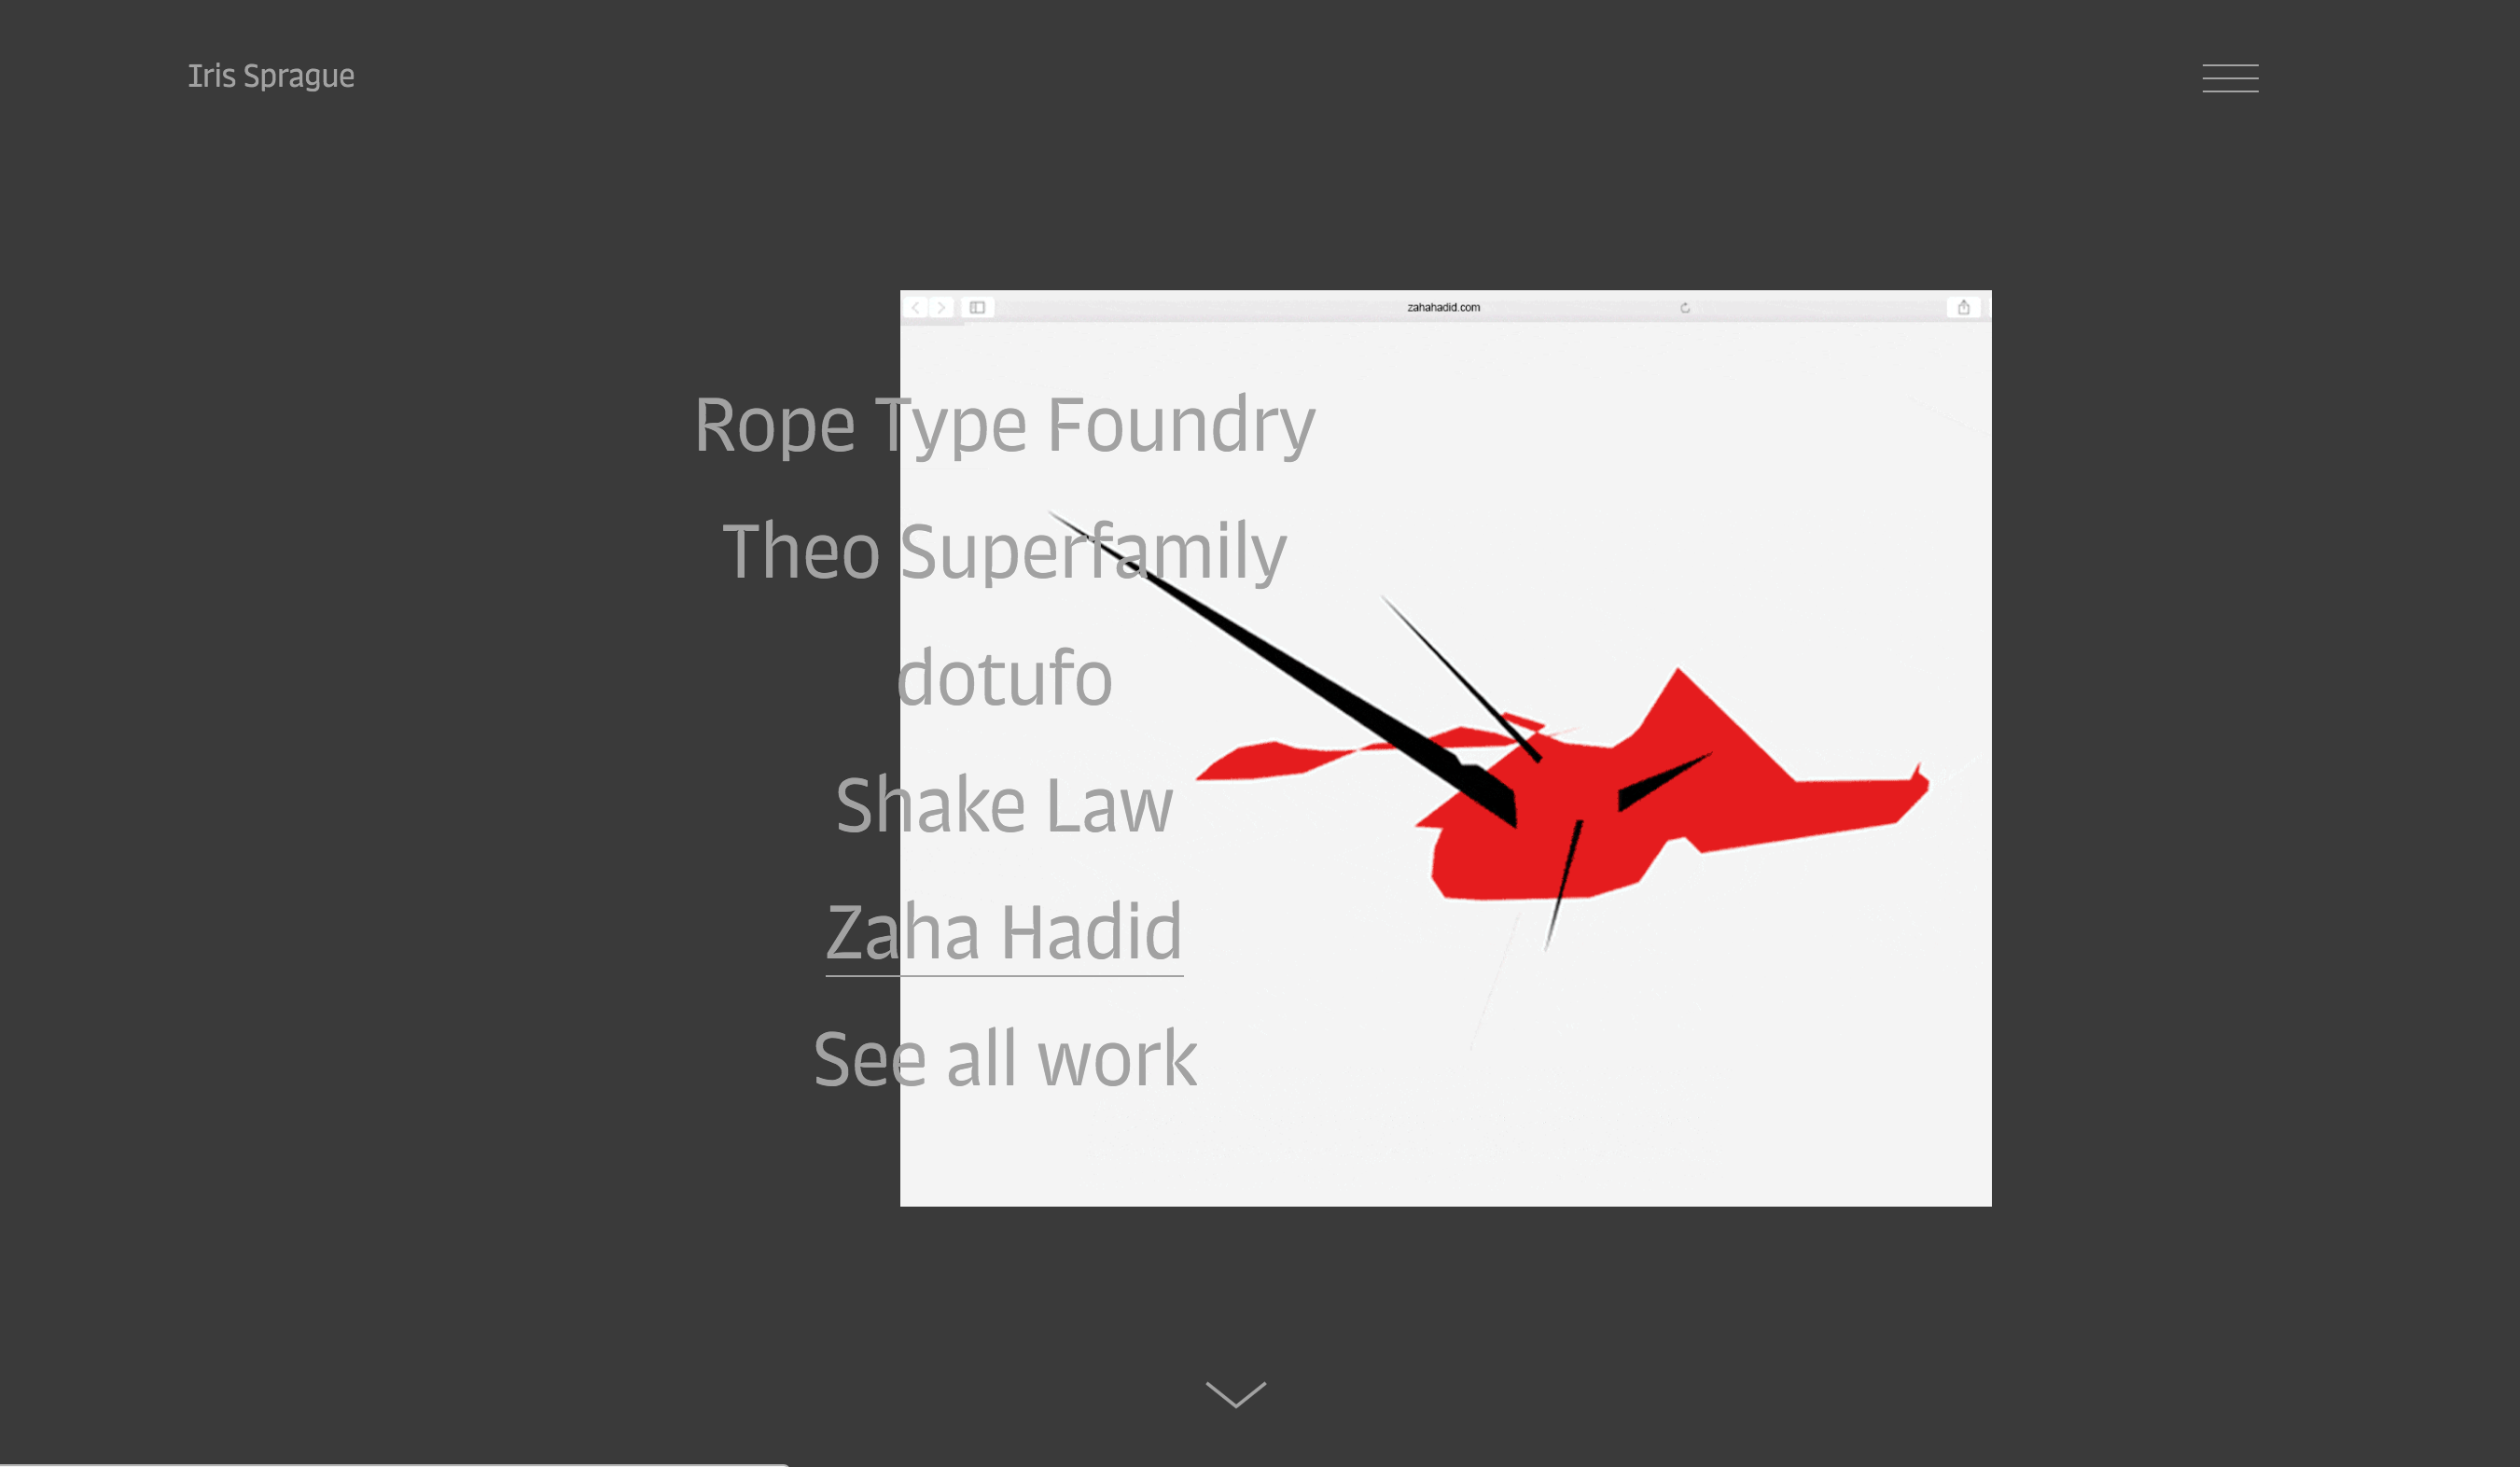 Iris Sprague
zahahadid.com
Rope Type Foundry
Theo Superfamily
dotufo
Shake Law
Zaha Hadid
See all work